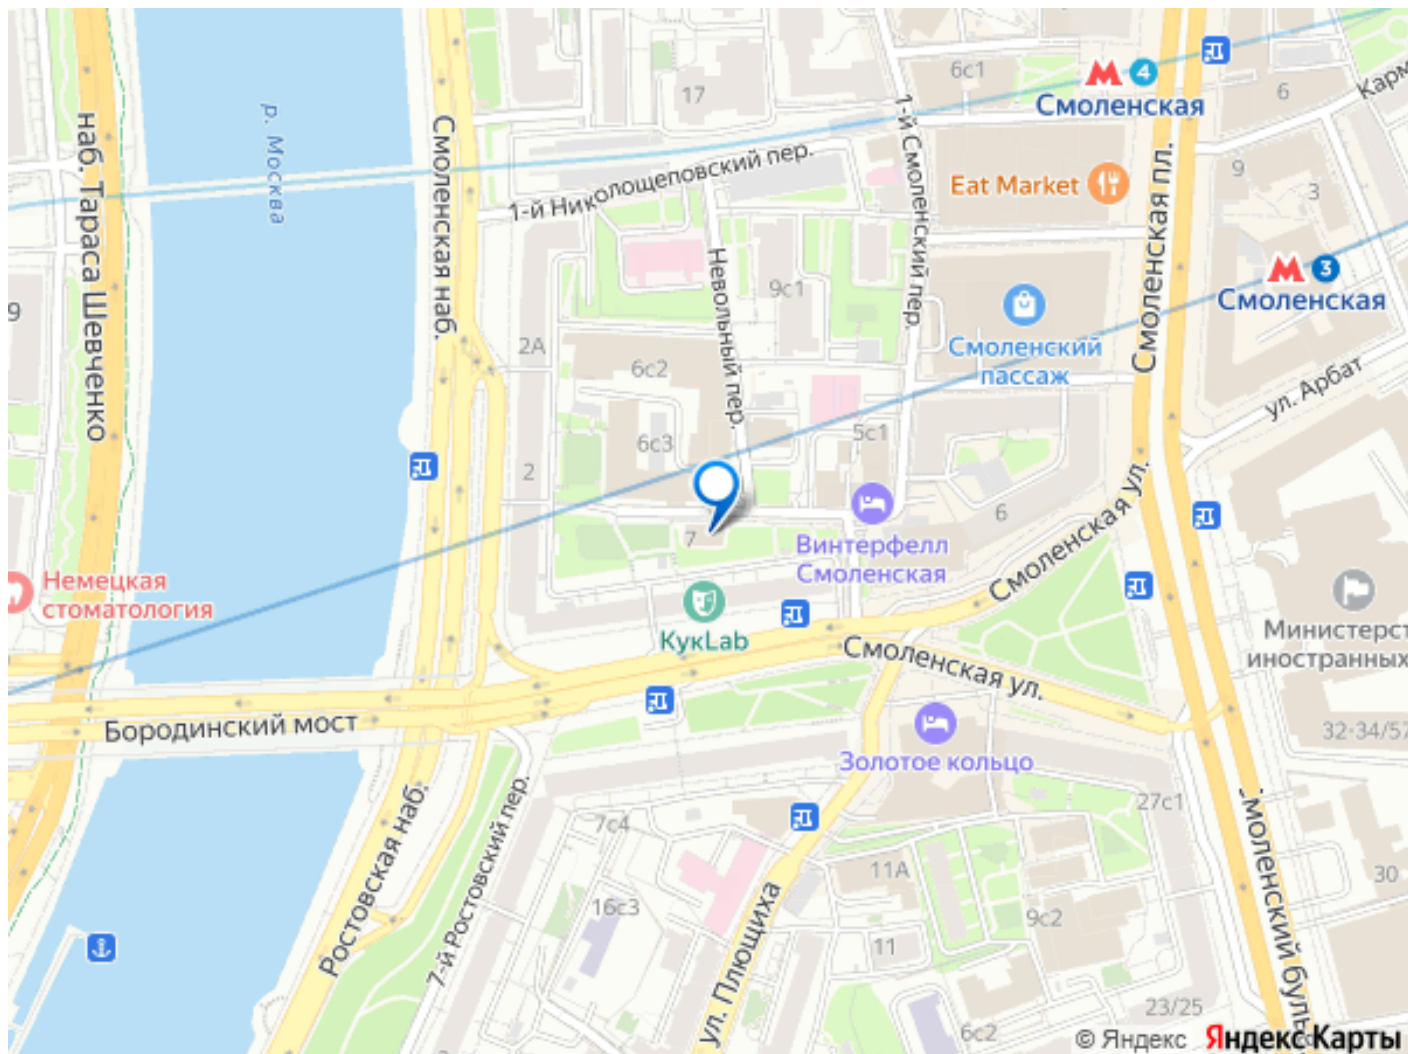 6с1
4
Смоленская
6
Карм
17
наб. Тараса Шевченко
р. Москва
Смоленская наб.
1-й Николощеповский пер.
1-й Смоленский пер.
Eat Market
Смоленская пл.
9
3
3
Смоленская
Невольный пер.
9с1
9
2А
6с2
Смоленский
пассаж
ул. Арбат
6с3
5с1
2
6
7
Винтерфелл
Смоленская
Смоленская ул.
Немецкая
стоматология
КукLab
Министерст
иностранных
Смоленская ул.
Бородинский мост
Золотое кольцо
32-34/57
Ростовская наб.
7-й Ростовский пер.
7с4
27с1
моленский буль
11А
30
16с3
9с2
ул. Плющиха
11
23/25
6с2
© Яндекс Яндекс Карты